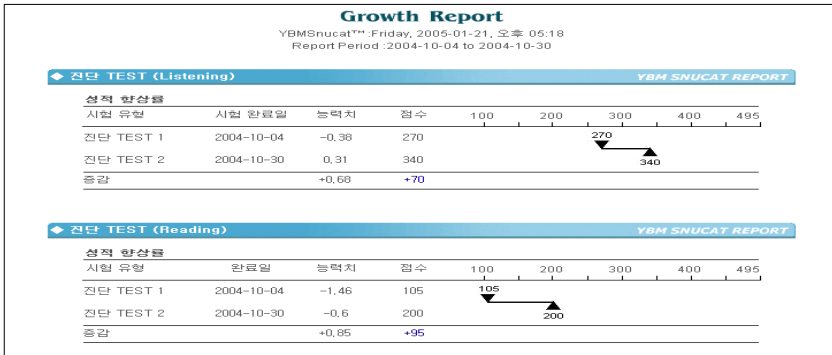 Growth Report
YBMSnucat™ :Friday, 2005-01-21, 오후 05:18
Report Period :2004-10-04 to 2004-10-30
◆ 진단 TEST (Listening) YBM SNUCAT REPORT
성적 향상률
시험 유형 시험 완료일 능력치 점수 100 200 300 400 495
진단 TEST 1 2004-10-04 -0,38 270 270
진단 TEST 2 2004-10-30 0,31 340 340
증감 +0,68 +70
◆ 진단 TEST (Reading) YBM SNUCAT REPORT
성적 향상률
시험 유형 완료일 능력치 점수 100 200 300 400 495
진단 TEST 1 2004-10-04 -1,46 105 105
진단 TEST 2 2004-10-30 -0,6 200 200
증감 +0,85 +95